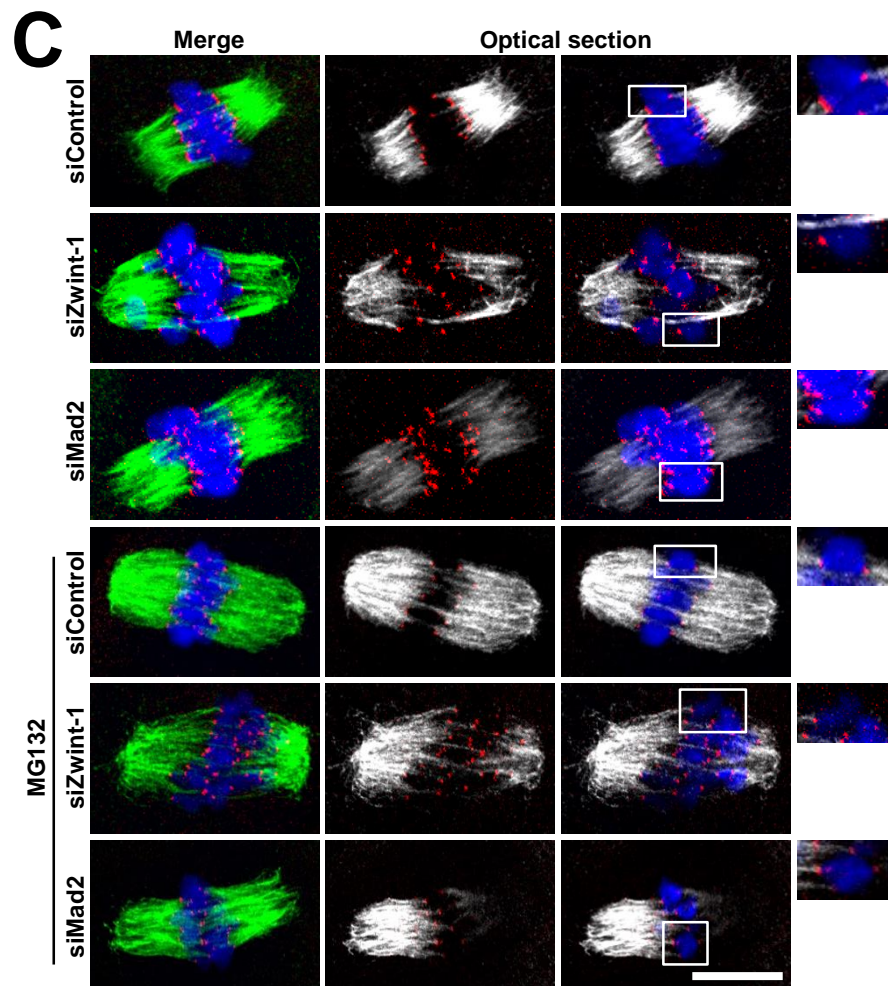 C
Merge
Optical section
siControl
siZwint-1
siMad2
MG132
siControl
siZwint-1
siMad2